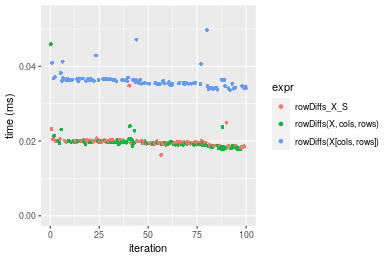 time (ms)
0.04
0.02
0.00
0
25
50
75
100
iteration
expr
rowDiffs_X_S
rowDiffs(X, cols, rows)
rowDiffs(X[cols, rows])